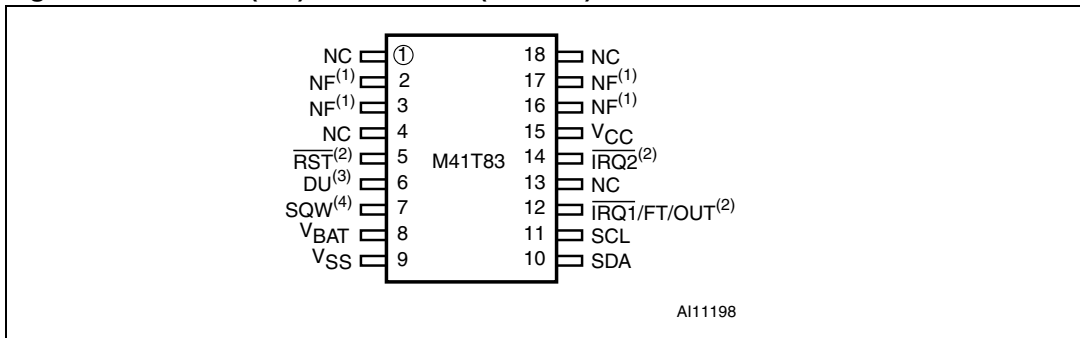 NC 1 18 NC
NF(1) 2 17 NF(1)
NF(1) 3 16 NF(1)
NC 4 15 VCC
RST(2) 5 M41T83 14 IRQ2(2)
DU(3) 6 13 NC
SQW(4) 7 12 IRQ1/FT/OUT(2)
VBAT 8 11 SCL
VSS 9 10 SDA
AI11198